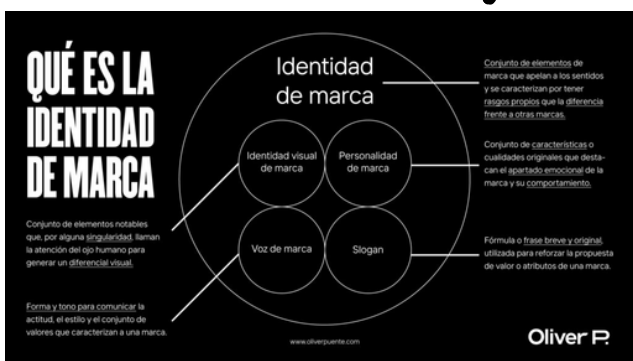 QUÉ ES LA
IDENTIDAD
DE MARCA
Conjunto de elementos notables
que, por alguna singularidad, llaman
la atención del ojo humano para
generar un diferencial visual.
Forma y tono para comunicar la
actitud, el estilo y el conjunto de
valores que caracterizan a una marca.
Identidad
de marca
Identidad visual
de marca
Personalidad
de marca
Voz de marca
Slogan
www.oliverpuente.com
Conjunto de elementos de
marca que apelan a los sentidos
y se caracterizan por tener
rasgos propios que la diferencia
frente a otras marcas.
Conjunto de características o
cualidades originales que desta-
can el apartado emocional de la
marca y su comportamiento.
Fórmula o frase breve y original,
utilizada para reforzar la propuesta
de valor o atributos de una marca.
Oliver P.